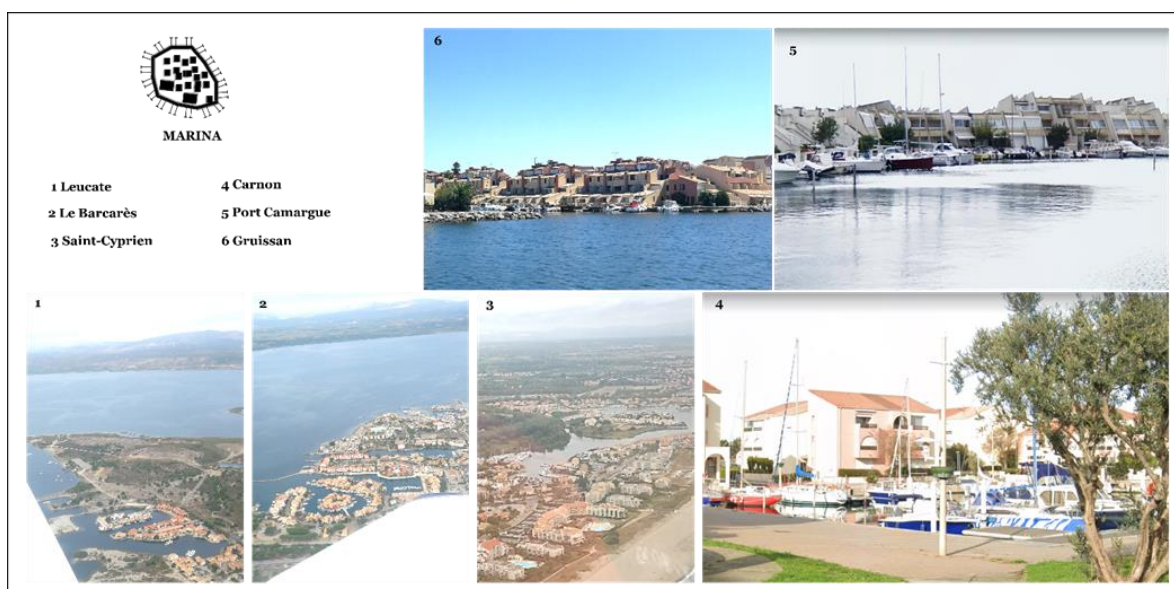 MARINA
1 Leucate
2 Le Barcarès
3 Saint-Cyprien
4 Carnon
5 Port Camargue
6 Gruissan
6
5
1
2
3
4